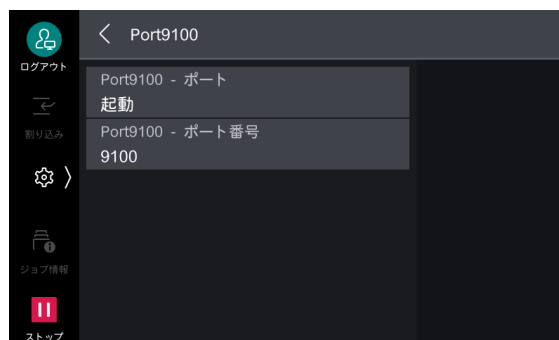 Port9100
ログアウト
Port9100 - ポート
起動
割り込み
Port9100 - ポート番号
9100
ジョブ情報
ストップ